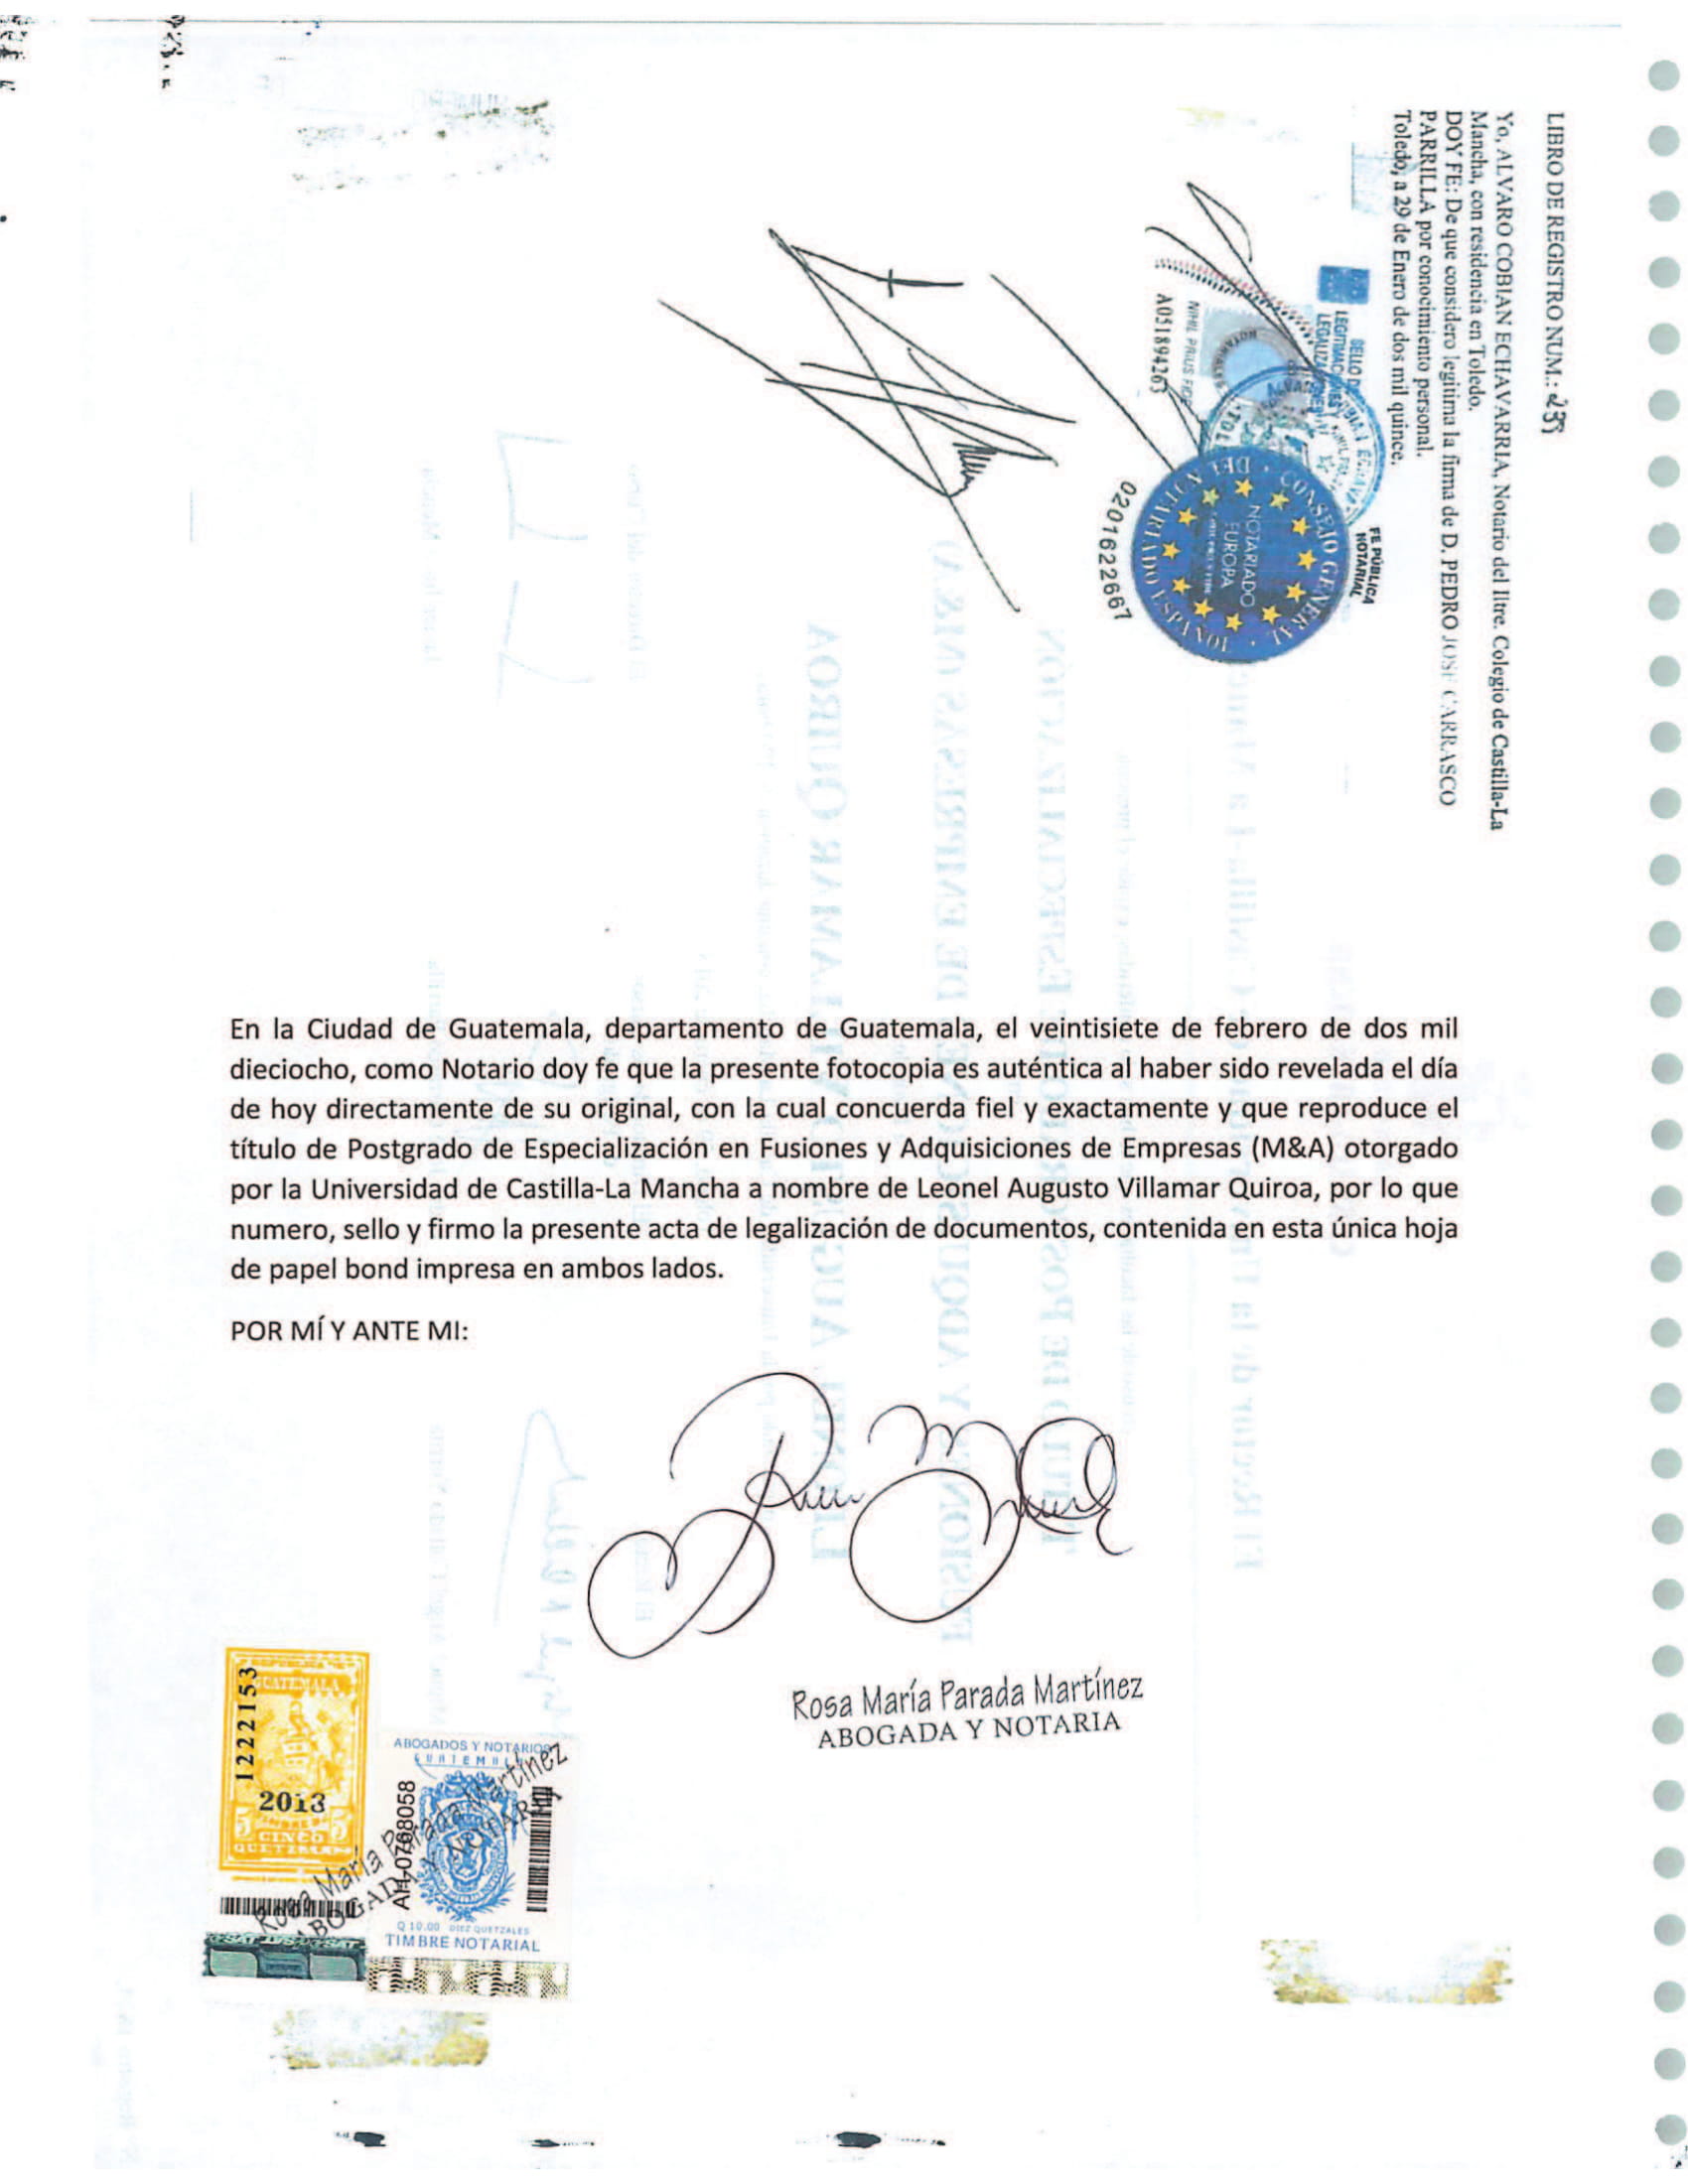 LIBRO DE REGISTRO NUM.: 239
Yo, ALVARO COBIAN ECHAVARRIA, Notario del Iltre. Colegio de Castilla-La
Mancha, con residencia en Toledo.
DOY FE: De que considero legitima la firma de D. PEDRO JOSE CARRASCO
PARRILLA por conocimiento personal.
Toledo, a 29 de Enero de dos mil quince.
SELLO D
LEGITIMAC
LEGALIZA
NIHIL PRIUS FIDE
A051894263
FE PÚBLICA
NOTARIAL
CONSEJO GENERAL DEL NOTARIADO ESPAÑOL
NOTARIADO
EUROPA
0201622667
En la Ciudad de Guatemala, departamento de Guatemala, el veintisiete de febrero de dos mil
dieciocho, como Notario doy fe que la presente fotocopia es auténtica al haber sido revelada el día
de hoy directamente de su original, con la cual concuerda fiel y exactamente y que reproduce el
título de Postgrado de Especialización en Fusiones y Adquisiciones de Empresas (M&A) otorgado
por la Universidad de Castilla-La Mancha a nombre de Leonel Augusto Villamar Quiroa, por lo que
numero, sello y firmo la presente acta de legalización de documentos, contenida en esta única hoja
de papel bond impresa en ambos lados.
POR MÍ Y ANTE MI:
Rosa María Parada Martínez
ABOGADA Y NOTARIA
1222153
GUATEMALA
2013
5 5
CINCO
QUETZALES
ABOGADOS Y NOTARIOS
GUATEMALA
AH-0768058
Q 10.00 DIEZ QUETZALES
TIMBRE NOTARIAL
Rosa María Parada Martínez
ABOGADA Y NOTARIA